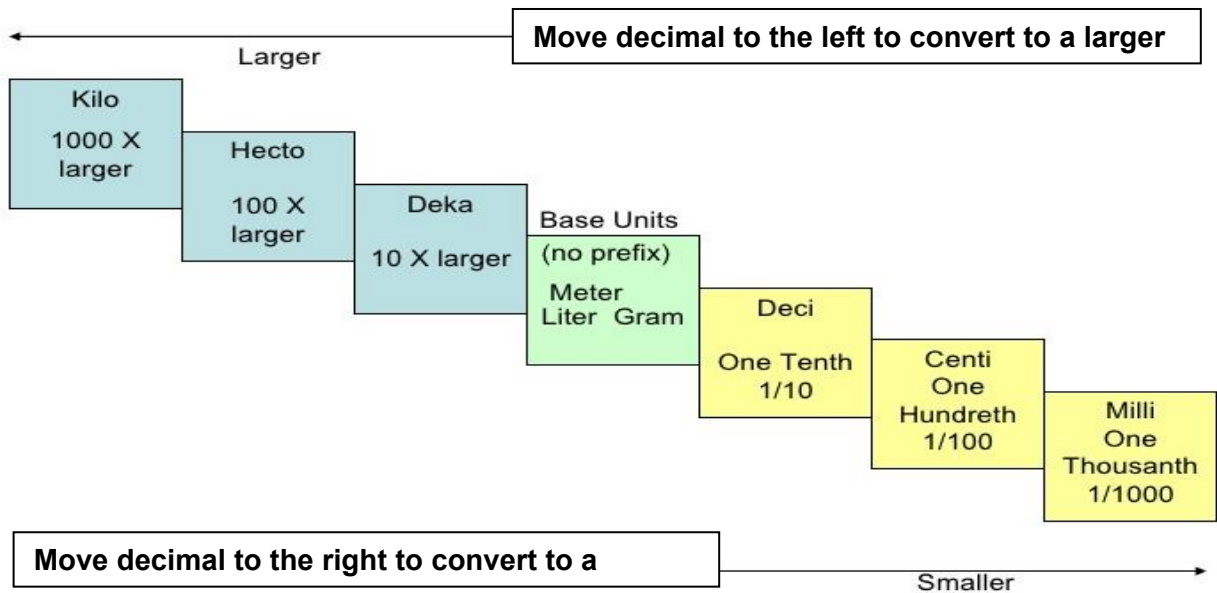 Move decimal to the left to convert to a larger
Larger
Kilo
1000 X
larger
Hecto
100 X
larger
Deka
10 X larger
Base Units
(no prefix)
Meter
Liter Gram
Deci
One Tenth
1/10
Centi
One
Hundreth
1/100
Milli
One
Thousanth
1/1000
Move decimal to the right to convert to a
Smaller